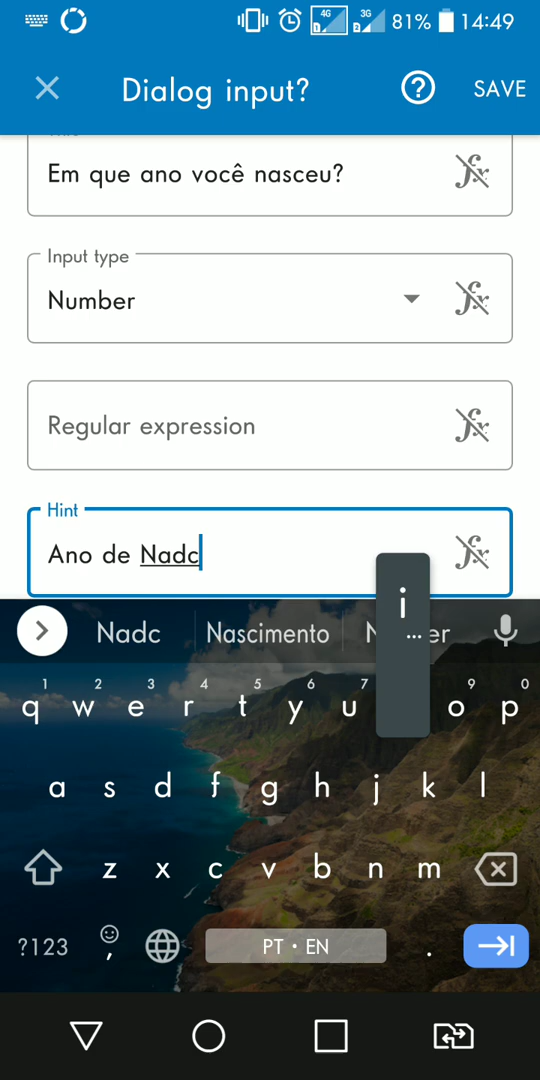 4G 3G 81% 14:49
Dialog input? SAVE
Em que ano você nasceu?
Input type
Number
Regular expression
Hint
Ano de Nadc
i
...
Nadc Nascimento
1 2 3 4 5 6 7 9 0
q w e r t y u o p
a s d f g h j k l
z x c v b n m
?123 , PT • EN .